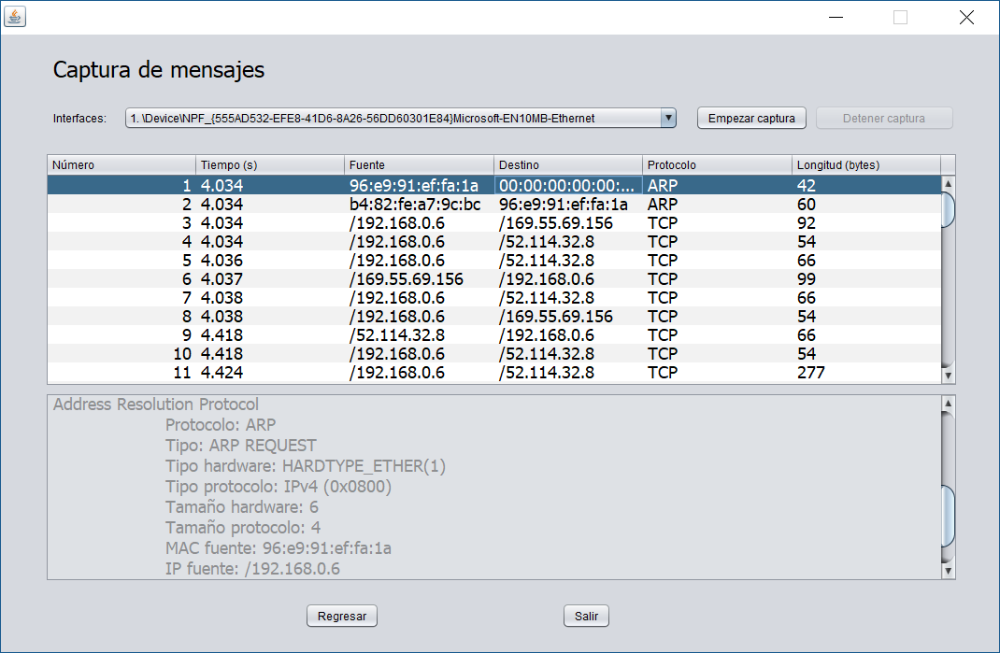 Captura de mensajes
Interfaces: 1. \Device\NPF_{555AD532-EFE8-41D6-8A26-56DD60301E84}Microsoft-EN10MB-Ethernet Empezar captura Detener captura
Número Tiempo (s) Fuente Destino Protocolo Longitud (bytes)
1 4.034 96:e9:91:ef:fa:1a 00:00:00:00:00:... ARP 42
2 4.034 b4:82:fe:a7:9c:bc 96:e9:91:ef:fa:1a ARP 60
3 4.034 /192.168.0.6 /169.55.69.156 TCP 92
4 4.034 /192.168.0.6 /52.114.32.8 TCP 54
5 4.036 /192.168.0.6 /52.114.32.8 TCP 66
6 4.037 /169.55.69.156 /192.168.0.6 TCP 99
7 4.038 /192.168.0.6 /52.114.32.8 TCP 66
8 4.038 /192.168.0.6 /169.55.69.156 TCP 54
9 4.418 /52.114.32.8 /192.168.0.6 TCP 66
10 4.418 /192.168.0.6 /52.114.32.8 TCP 54
11 4.424 /192.168.0.6 /52.114.32.8 TCP 277
Address Resolution Protocol
Protocolo: ARP
Tipo: ARP REQUEST
Tipo hardware: HARDTYPE_ETHER(1)
Tipo protocolo: IPv4 (0x0800)
Tamaño hardware: 6
Tamaño protocolo: 4
MAC fuente: 96:e9:91:ef:fa:1a
IP fuente: /192.168.0.6
Regresar Salir